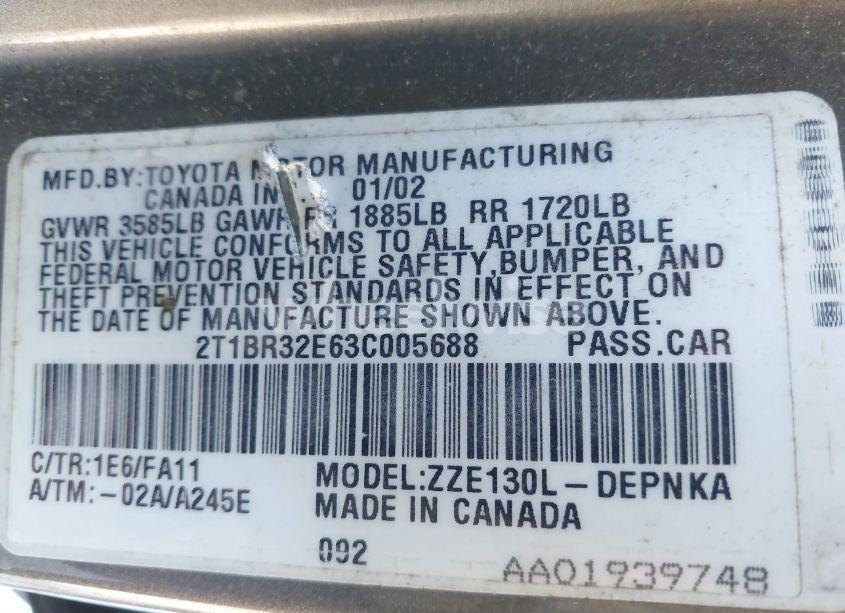 MFD.BY:TOYOTA MOTOR MANUFACTURING
CANADA IN 01/02
GVWR 3585LB GAWR FR 1885LB RR 1720LB
THIS VEHICLE CONFORMS TO ALL APPLICABLE
FEDERAL MOTOR VEHICLE SAFETY,BUMPER, AND
THEFT PREVENTION STANDARDS IN EFFECT ON
THE DATE OF MANUFACTURE SHOWN ABOVE.
2T1BR32E63C005688 PASS.CAR
C/TR:1E6/FA11
A/TM:-02A/A245E
MODEL:ZZE130L-DEPNKA
MADE IN CANADA
092
AA01939748